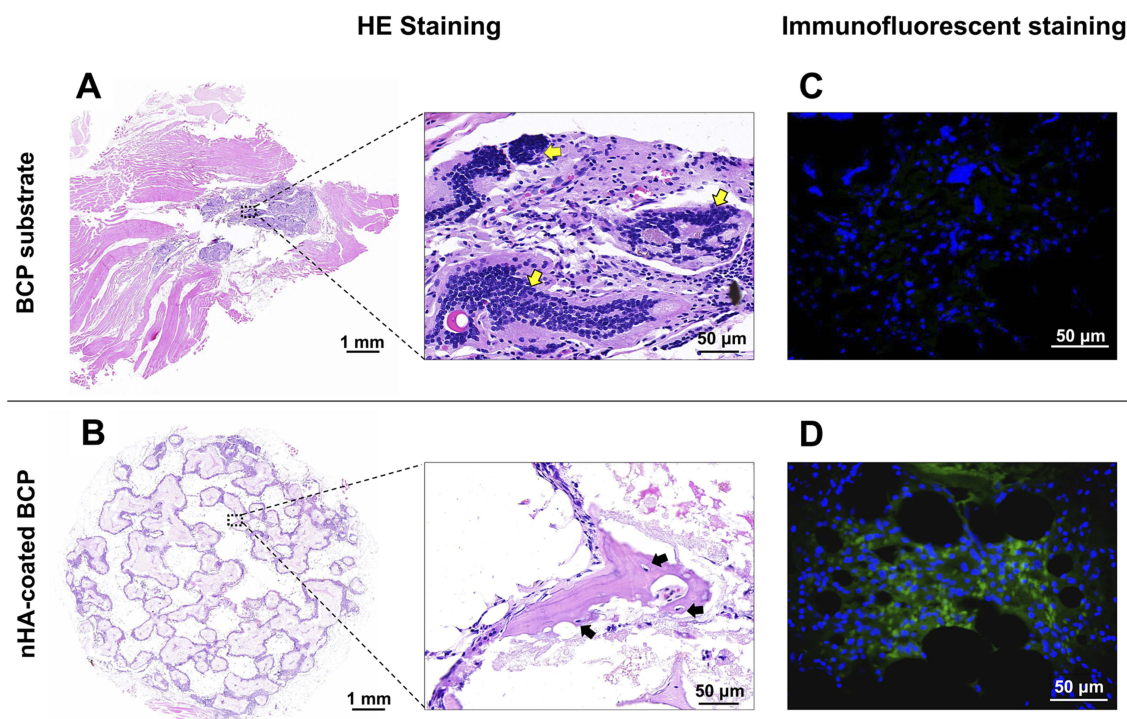 HE Staining
Immunofluorescent staining
BCP substrate
A
1 mm
50 μm
C
50 μm
nHA-coated BCP
B
1 mm
50 μm
D
50 μm